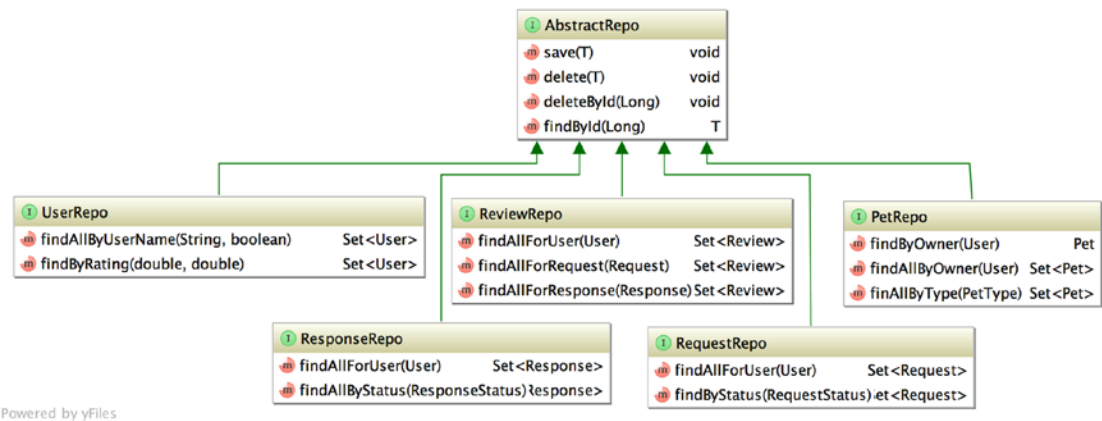 I AbstractRepo
m save(T) void
m delete(T) void
m deleteById(Long) void
m findById(Long) T
I UserRepo
m findAllByUserName(String, boolean) Set<User>
m findByRating(double, double) Set<User>
I ReviewRepo
m findAllForUser(User) Set<Review>
m findAllForRequest(Request) Set<Review>
m findAllForResponse(Response) Set<Review>
I PetRepo
m findByOwner(User) Pet
m findAllByOwner(User) Set<Pet>
m finAllByType(PetType) Set<Pet>
I ResponseRepo
m findAllForUser(User) Set<Response>
m findAllByStatus(ResponseStatus) Response>
I RequestRepo
m findAllForUser(User) Set<Request>
m findByStatus(RequestStatus) et<Request>
Powered by yFiles